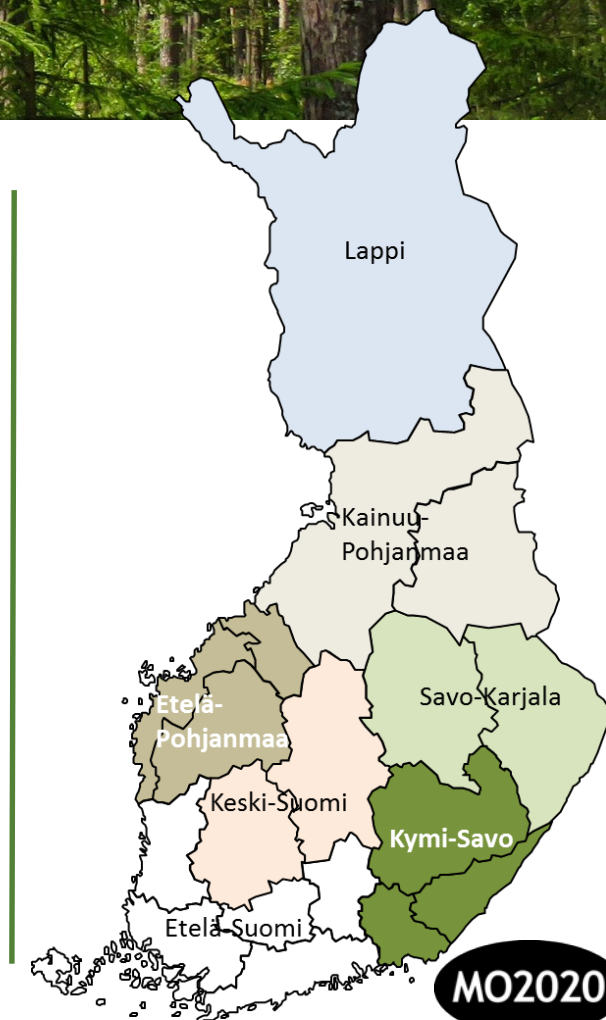 Lappi
Kainuu-
Pohjanmaa
Savo-Karjala
Etelä-
Pohjanmaa
Keski-Suomi
Kymi-Savo
Etelä-Suomi
MO2020